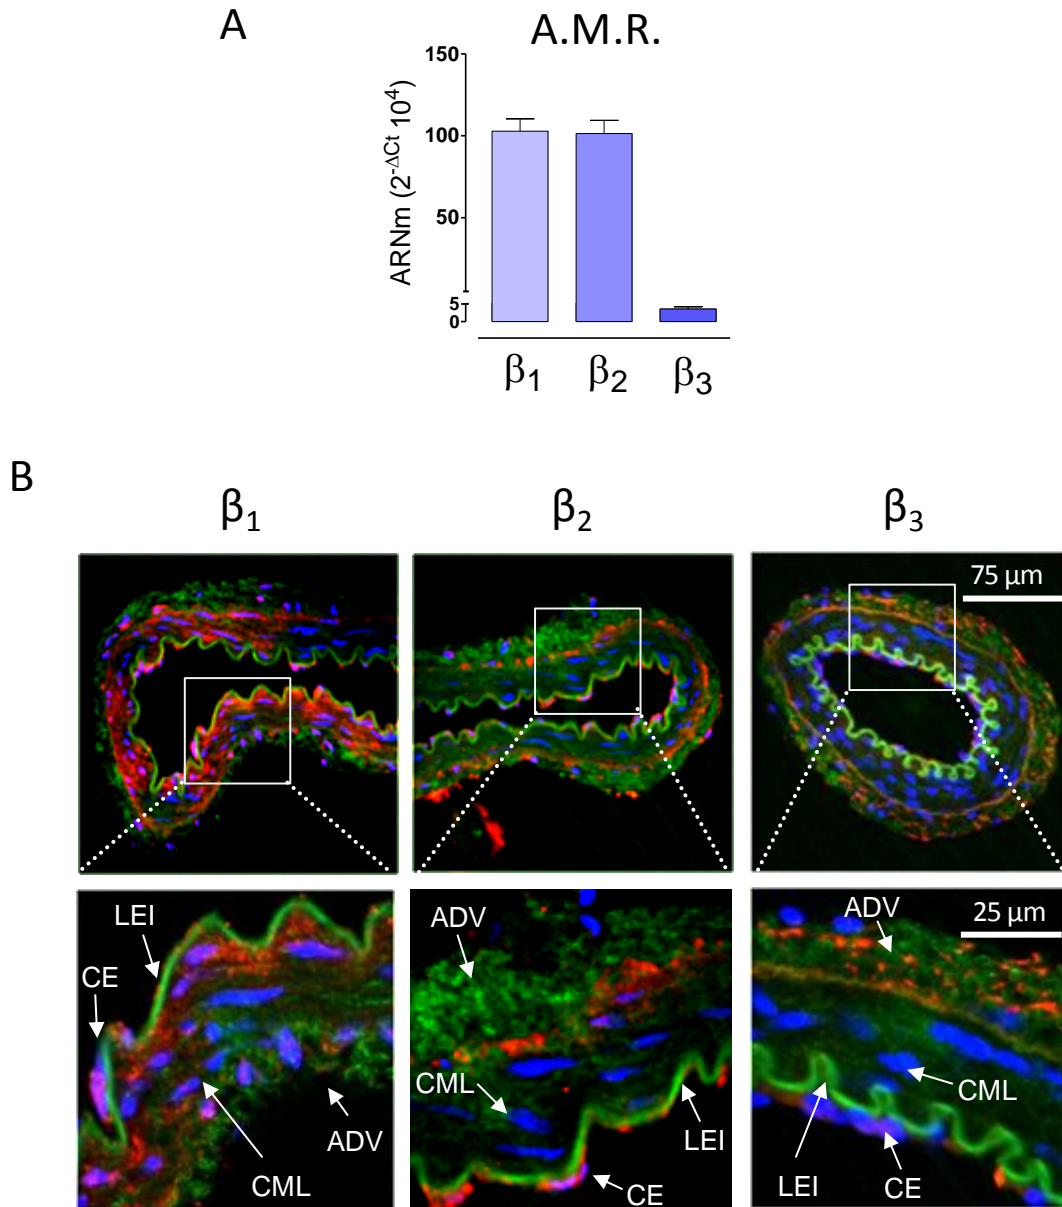 A
A.M.R.
ARNm (2^-ΔCt 10^4)
150
100
50
5
0
β1 β2 β3
B
β1 β2 β3
75 µm
LEI
CE
CML
ADV
ADV
CML
LEI
CE
ADV
25 µm
CML
LEI
CE